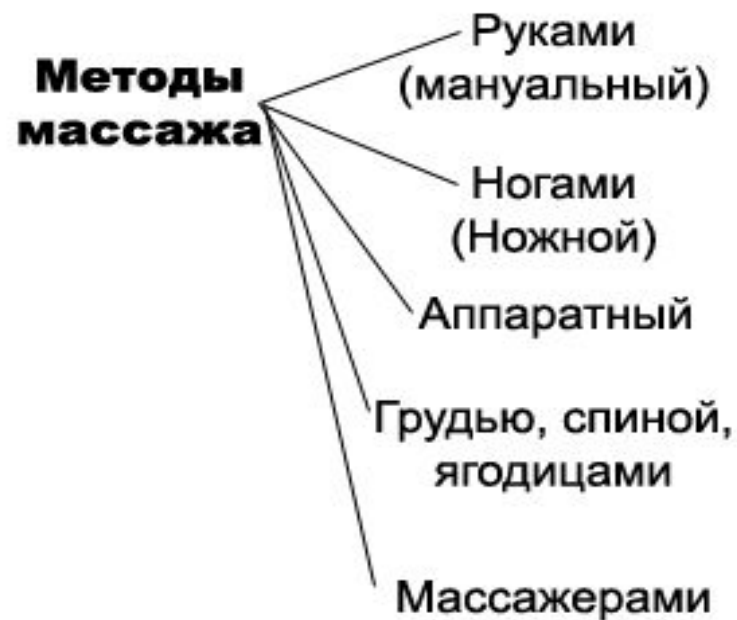 Методы
массажа
Руками
(мануальный)
Ногами
(Ножной)
Аппаратный
Грудью, спиной,
ягодицами
Массажерами